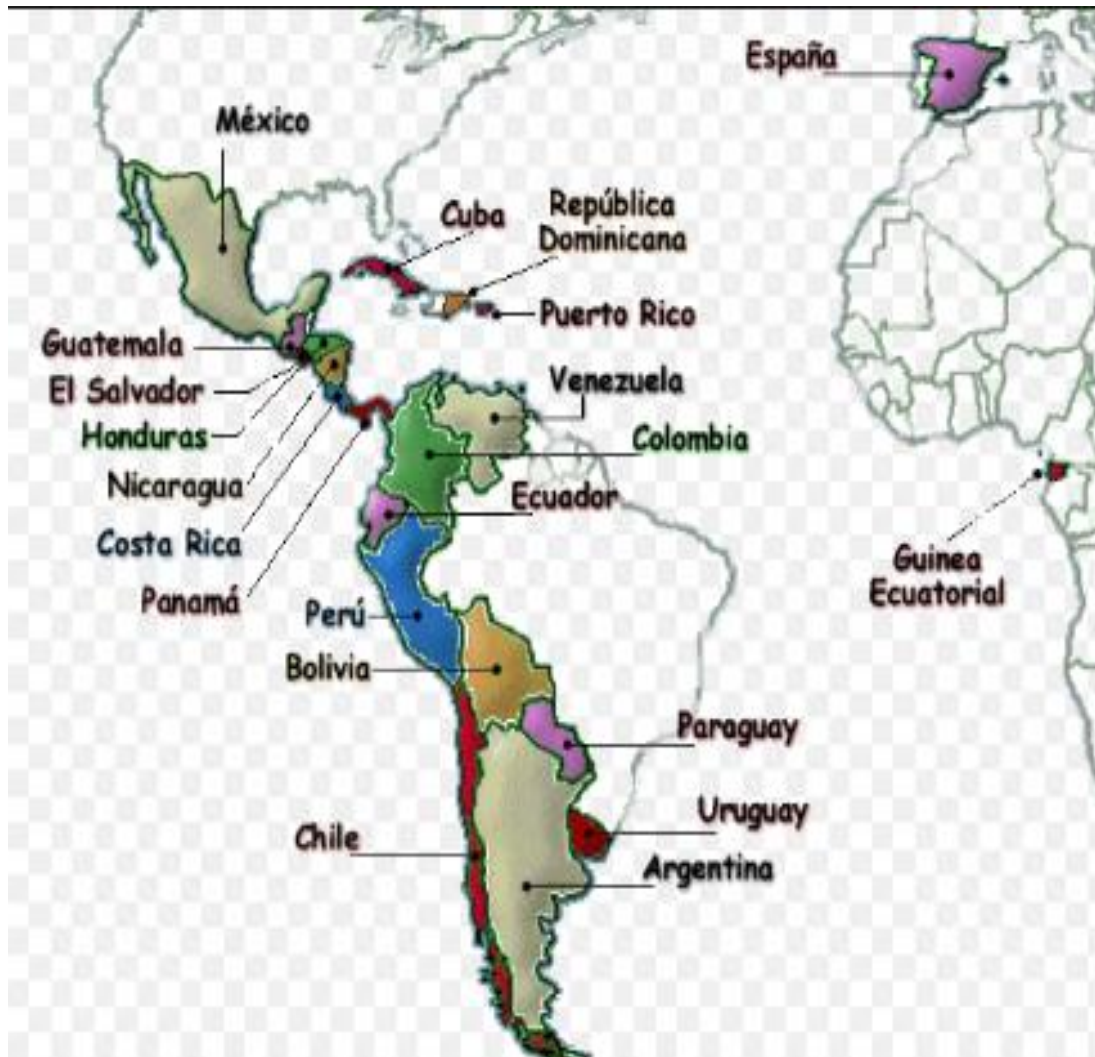 España
México
Cuba
República
Dominicana
Puerto Rico
Guatemala
El Salvador
Honduras
Nicaragua
Costa Rica
Panamá
Venezuela
Colombia
Ecuador
Guinea
Ecuatorial
Perú
Bolivia
Paraguay
Uruguay
Chile
Argentina